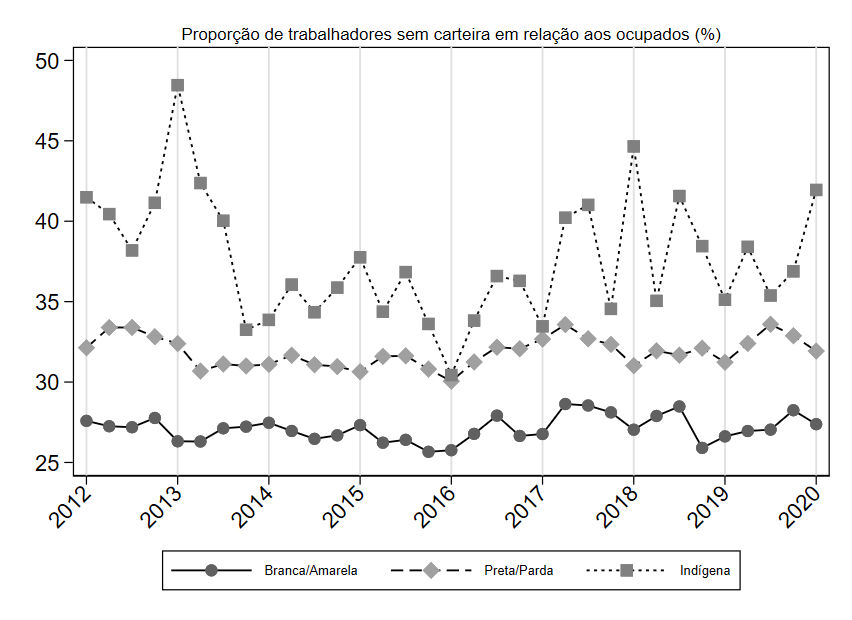 Proporção de trabalhadores sem carteira em relação aos ocupados (%)
50
45
40
35
30
25
2012 2013 2014 2015 2016 2017 2018 2019 2020
Branca/Amarela Preta/Parda Indígena